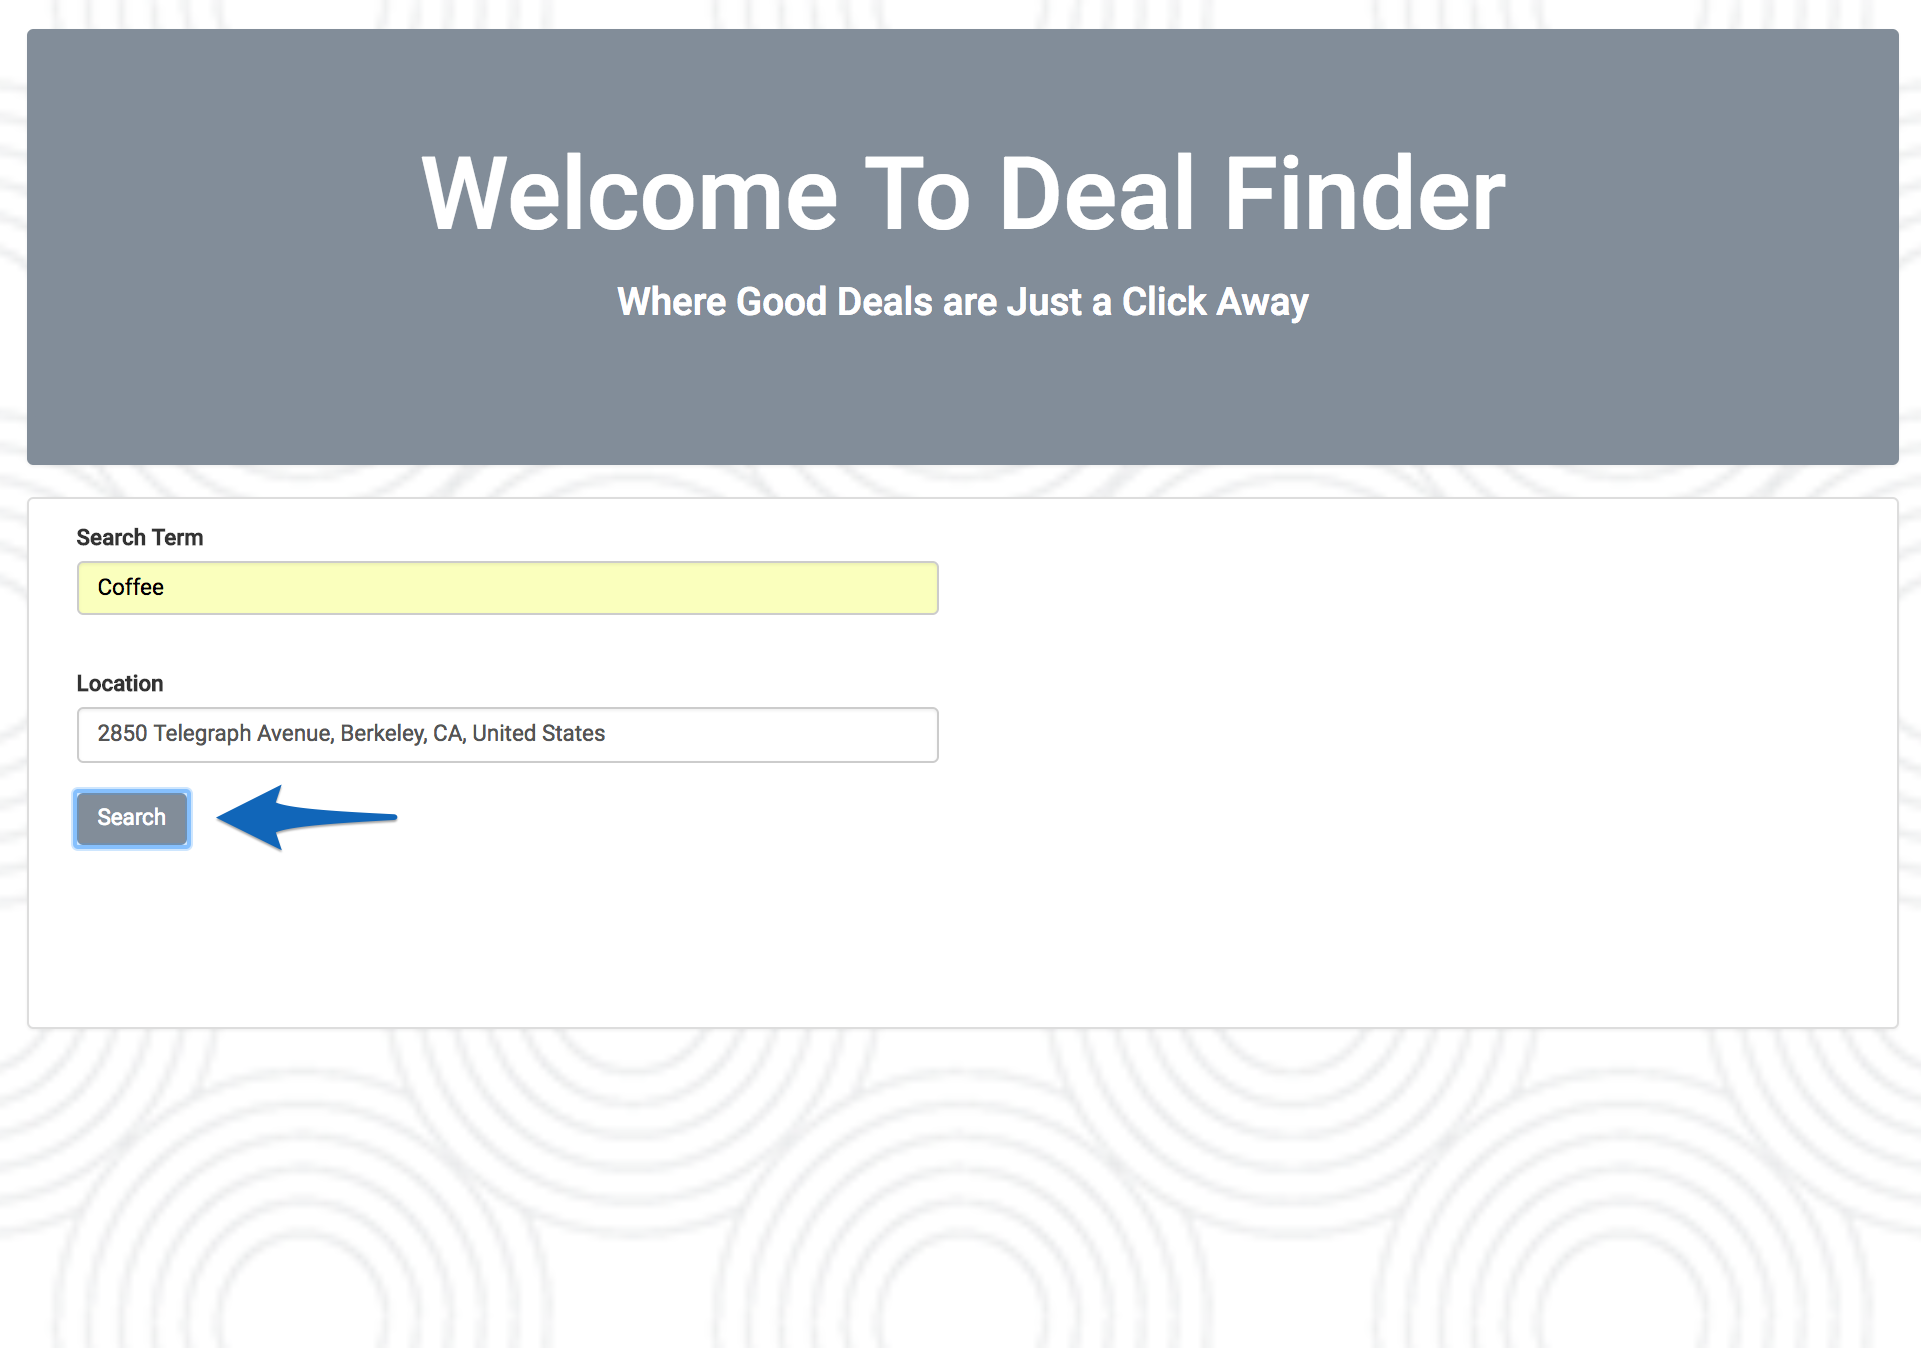 Welcome To Deal Finder
Where Good Deals are Just a Click Away
Search Term
Coffee
Location
2850 Telegraph Avenue, Berkeley, CA, United States
Search